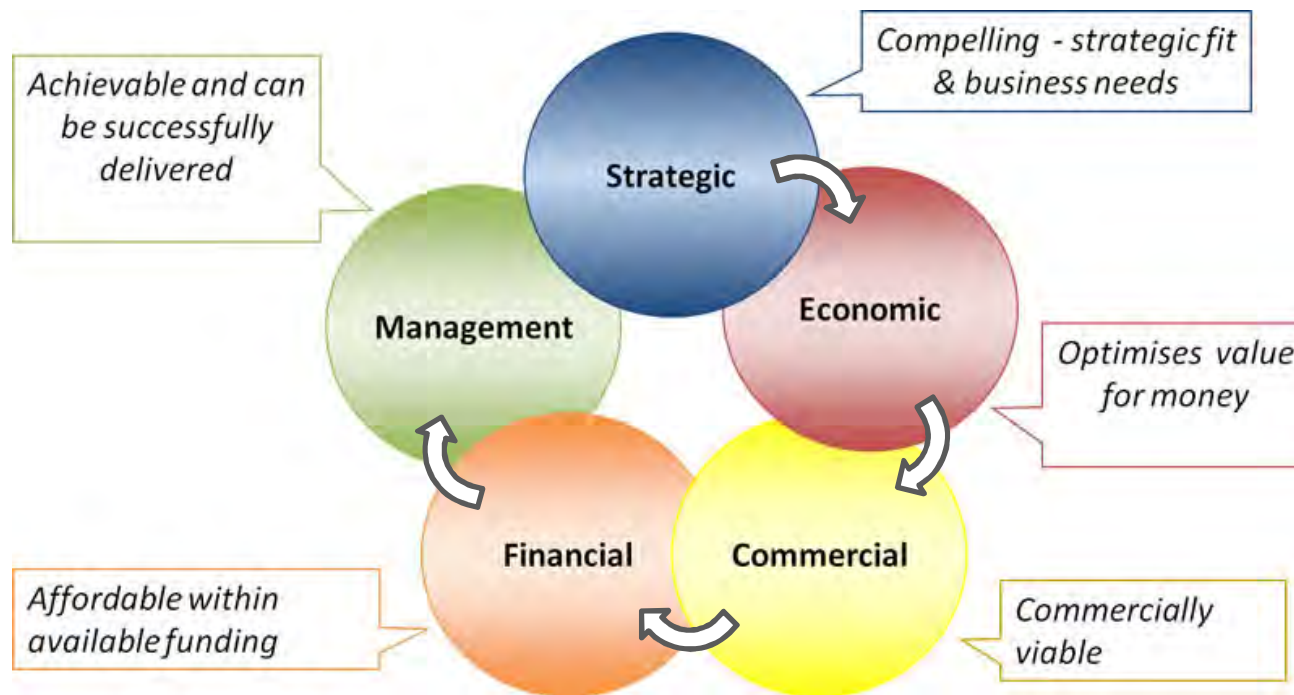 Compelling - strategic fit
& business needs
Achievable and can
be successfully
delivered
Strategic
Economic
Management
Optimises value
for money
Financial
Commercial
Affordable within
available funding
Commercially
viable